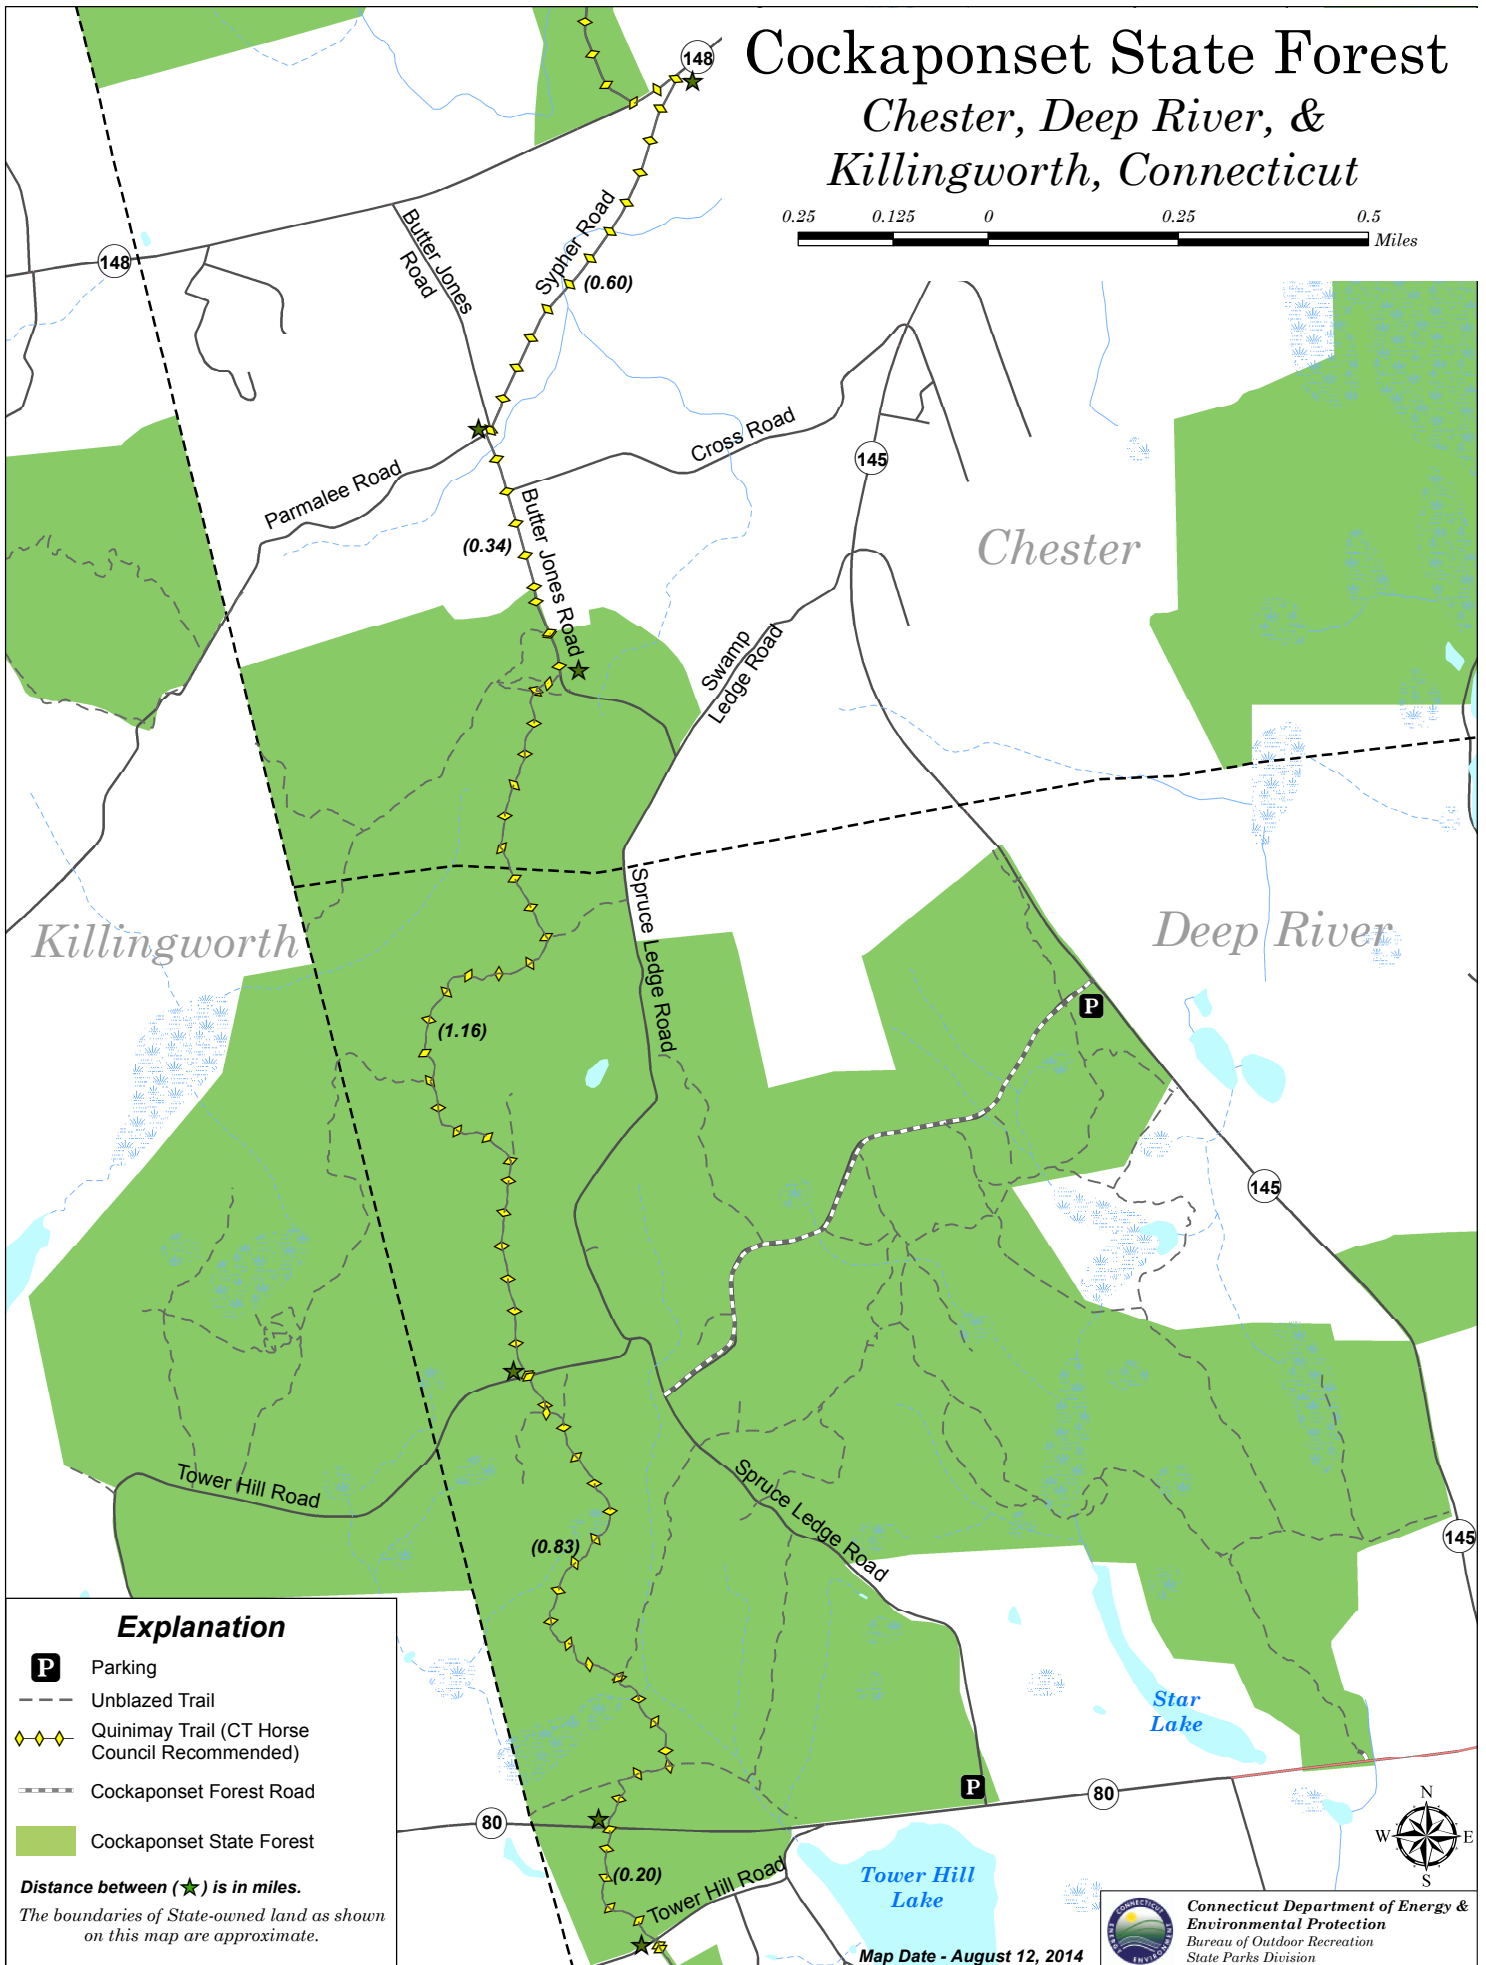 Cockaponset State Forest
Chester, Deep River, &
Killingworth, Connecticut
0.25 0.125 0 0.25 0.5
Miles
148
148
Butter Jones
Road
Sypher Road
(0.60)
Cross Road
145
Parmalee Road
Butter Jones Road
(0.34)
Chester
Swamp
Ledge Road
Killingworth
Spruce Ledge Road
Deep River
P
(1.16)
145
Tower Hill Road
Spruce Ledge Road
145
(0.83)
Star
Lake
P
80
80
(0.20)
Tower Hill Road
Tower Hill
Lake
Explanation
P Parking
Unblazed Trail
Quinimay Trail (CT Horse
Council Recommended)
Cockaponset Forest Road
Cockaponset State Forest
Distance between (★) is in miles.
The boundaries of State-owned land as shown
on this map are approximate.
N
W E
S
Map Date - August 12, 2014
CONNECTICUT
ENERGY ENVIRONMENT
Connecticut Department of Energy &
Environmental Protection
Bureau of Outdoor Recreation
State Parks Division